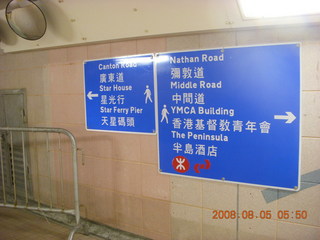 Canton Road
廣東道
Star House
星光行
Star Ferry Pier
天星碼頭
Nathan Road
彌敦道
Middle Road
中間道
YMCA Building
香港基督教青年會
The Peninsula
半島酒店
2008.08.05 05:50